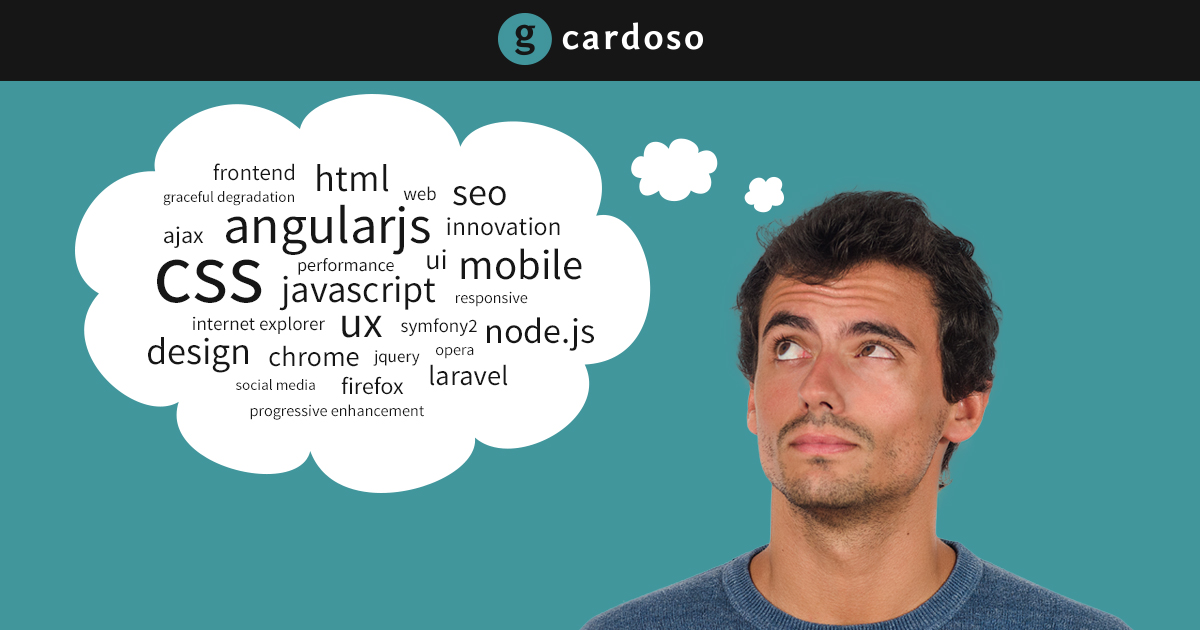 g cardoso
frontend html
graceful degradation web seo
ajax angularjs innovation
css performance ui mobile
javascript responsive
internet explorer ux symfony2 node.js
design chrome jquery opera
social media firefox laravel
progressive enhancement